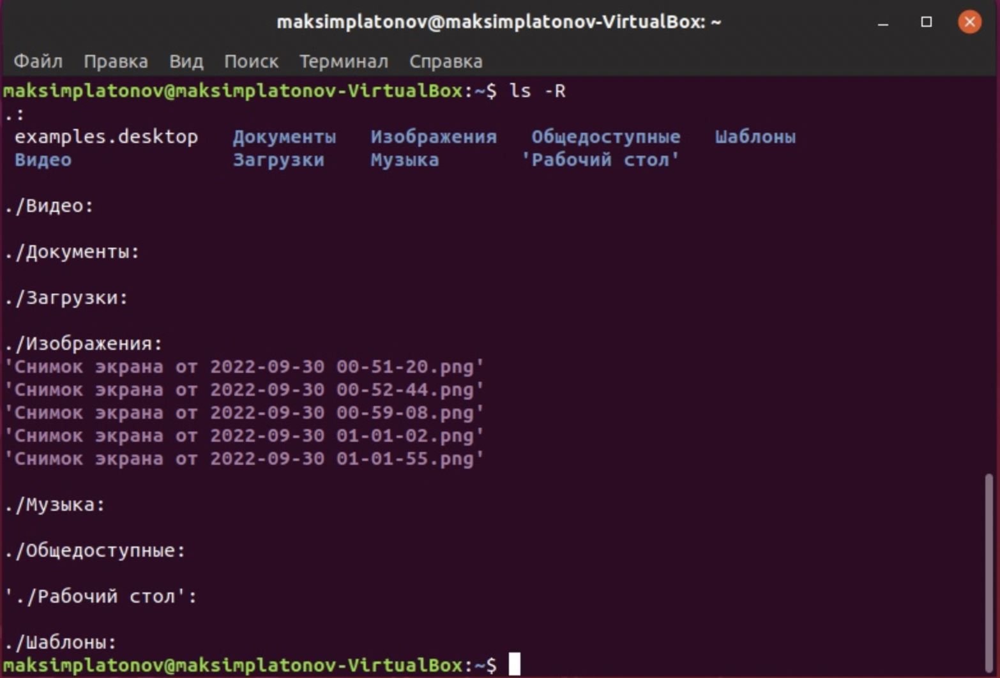 maksimplatonov@maksimplatonov-VirtualBox: ~
Файл Правка Вид Поиск Терминал Справка
maksimplatonov@maksimplatonov-VirtualBox:~$ ls -R
.:
examples.desktop Документы Изображения Общедоступные Шаблоны
Видео Загрузки Музыка 'Рабочий стол'
./Видео:
./Документы:
./Загрузки:
./Изображения:
'Снимок экрана от 2022-09-30 00-51-20.png'
'Снимок экрана от 2022-09-30 00-52-44.png'
'Снимок экрана от 2022-09-30 00-59-08.png'
'Снимок экрана от 2022-09-30 01-01-02.png'
'Снимок экрана от 2022-09-30 01-01-55.png'
./Музыка:
./Общедоступные:
'./Рабочий стол':
./Шаблоны:
maksimplatonov@maksimplatonov-VirtualBox:~$